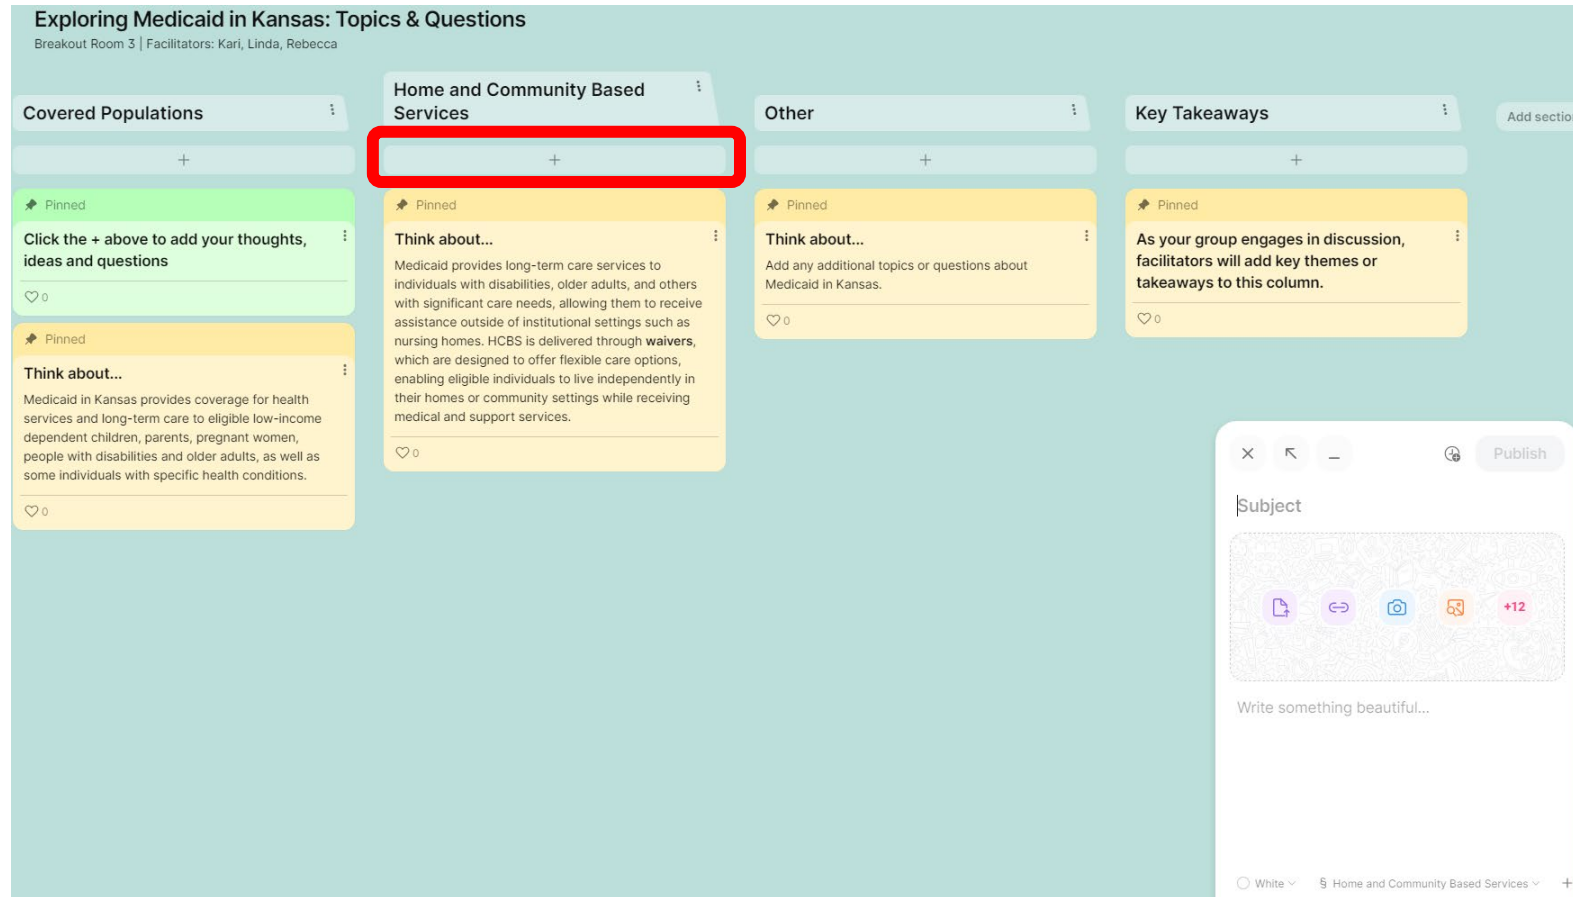 Exploring Medicaid in Kansas: Topics & Questions
Breakout Room 3 | Facilitators: Kari, Linda, Rebecca
Covered Populations
+
Pinned
Click the + above to add your thoughts,
ideas and questions
0
Pinned
Think about...
Medicaid in Kansas provides coverage for health
services and long-term care to eligible low-income
dependent children, parents, pregnant women,
people with disabilities and older adults, as well as
some individuals with specific health conditions.
0
Home and Community Based
Services
+
Pinned
Think about...
Medicaid provides long-term care services to
individuals with disabilities, older adults, and others
with significant care needs, allowing them to receive
assistance outside of institutional settings such as
nursing homes. HCBS is delivered through waivers,
which are designed to offer flexible care options,
enabling eligible individuals to live independently in
their homes or community settings while receiving
medical and support services.
0
Other
+
Pinned
Think about...
Add any additional topics or questions about
Medicaid in Kansas.
0
Key Takeaways
+
Pinned
As your group engages in discussion,
facilitators will add key themes or
takeaways to this column.
0
Add sectio
Publish
Subject
+12
Write something beautiful...
White
§ Home and Community Based Services
+